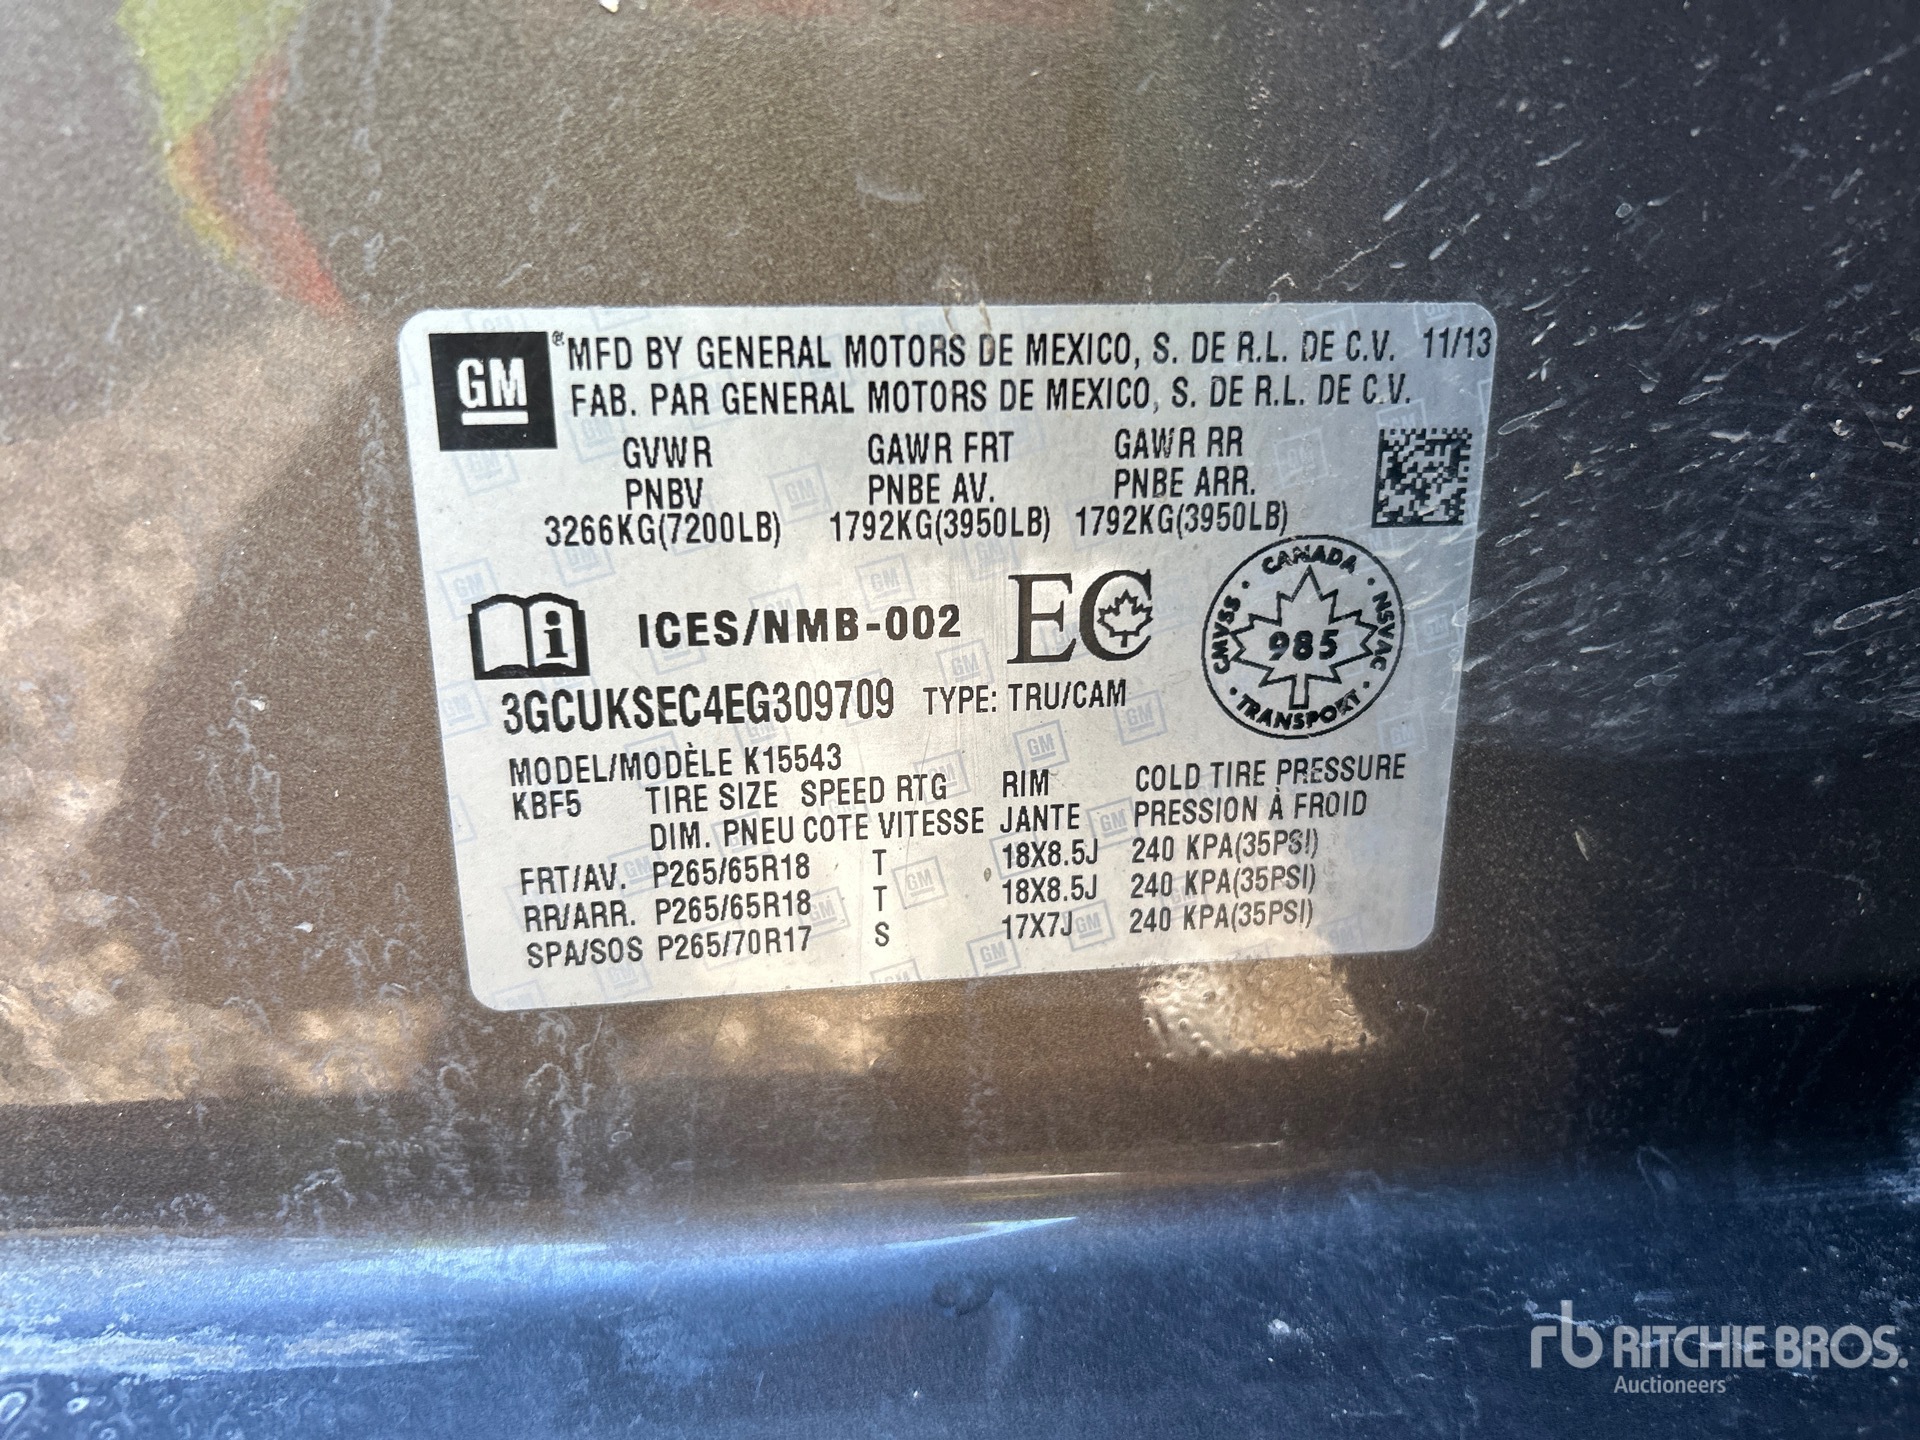 GM
® MFD BY GENERAL MOTORS DE MEXICO, S. DE R.L. DE C.V. 11/13
FAB. PAR GENERAL MOTORS DE MEXICO, S. DE R.L. DE C.V.
GVWR GAWR FRT GAWR RR
PNBV PNBE AV. PNBE ARR.
3266KG(7200LB) 1792KG(3950LB) 1792KG(3950LB)
i ICES/NMB-002 EC
CANADA · NSVAC · TRANSPORT · CMVSS ·
985
3GCUKSEC4EG309709 TYPE: TRU/CAM
MODEL/MODÈLE K15543
KBF5 TIRE SIZE SPEED RTG RIM COLD TIRE PRESSURE
DIM. PNEU COTE VITESSE JANTE PRESSION À FROID
FRT/AV. P265/65R18 T 18X8.5J 240 KPA(35PSI)
RR/ARR. P265/65R18 T 18X8.5J 240 KPA(35PSI)
SPA/SOS P265/70R17 S 17X7J 240 KPA(35PSI)
rb RITCHIE BROS.
Auctioneers